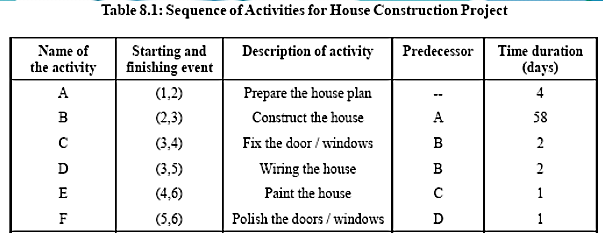 Table 8.1: Sequence of Activities for House Construction Project
Name of the activity Starting and finishing event Description of activity Predecessor Time duration (days)
A (1,2) Prepare the house plan -- 4
B (2,3) Construct the house A 58
C (3,4) Fix the door / windows B 2
D (3,5) Wiring the house B 2
E (4,6) Paint the house C 1
F (5,6) Polish the doors / windows D 1